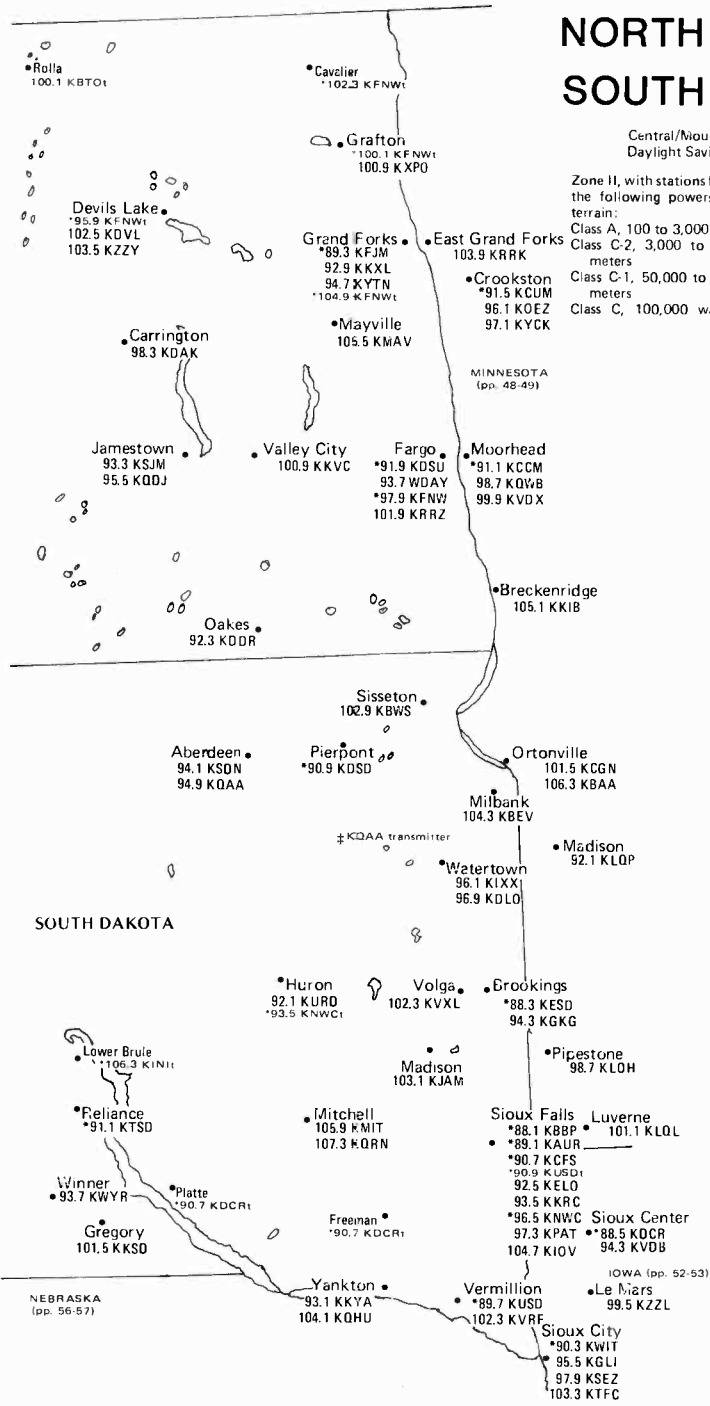 NORTH
SOUTH
Central/Mou
Daylight Savi
Zone II, with stations
the following powers
terrain:
Class A, 100 to 3,000
Class C-2, 3,000 to
meters
Class C-1, 50,000 to
meters
Class C, 100,000 w
Rolla
100.1 KBTOt
Cavalier
*102.3 KFNWt
Grafton
*100.1 KFNWt
100.9 KXPO
Devils Lake
*95.9 KFNWt
102.5 KDVL
103.5 KZZY
Grand Forks
*89.3 KFJM
92.9 KKXL
94.7 KYTN
*104.9 KFNWt
East Grand Forks
103.9 KRRK
Crookston
*91.5 KCUM
96.1 KOEZ
97.1 KYCK
Mayville
105.5 KMAV
Carrington
98.3 KDAK
MINNESOTA
(pp. 48-49)
Jamestown
93.3 KSJM
95.5 KQDJ
Valley City
100.9 KKVC
Fargo
*91.9 KDSU
93.7 WDAY
*97.9 KFNW
101.9 KRRZ
Moorhead
*91.1 KCCM
98.7 KQWB
99.9 KVDX
Breckenridge
105.1 KKIB
Oakes
92.3 KDDR
Sisseton
102.9 KBWS
Aberdeen
94.1 KSDN
94.9 KQAA
Pierpont
*90.9 KDSD
Ortonville
101.5 KCGN
106.3 KBAA
Milbank
104.3 KBEV
‡ KQAA transmitter
Madison
92.1 KLQP
Watertown
96.1 KIXX
96.9 KDLO
SOUTH DAKOTA
Huron
92.1 KURO
*93.5 KNWCt
Volga
102.3 KVXL
Brookings
*88.3 KESD
94.3 KGKG
Lower Brule
*106.3 KINIt
Madison
103.1 KJAM
Pipestone
98.7 KLOH
Reliance
*91.1 KTSD
Mitchell
105.9 KMIT
107.3 KQRN
Sioux Falls
*88.1 KBBP
*89.1 KAUR
*90.7 KCFS
*90.9 KUSDt
92.5 KELO
93.5 KKRC
*96.5 KNWC
97.3 KPAT
104.7 KIOV
Luverne
101.1 KLQL
Winner
93.7 KWYR
Platte
*90.7 KDCRt
Gregory
101.5 KKSD
Freeman
*90.7 KDCRt
Sioux Center
*88.5 KDCR
94.3 KVDB
IOWA (pp. 52-53)
NEBRASKA
(pp. 56-57)
Yankton
93.1 KKYA
104.1 KQHU
Vermillion
*89.7 KUSD
102.3 KVRF
Le Mars
99.5 KZZL
Sioux City
*90.3 KWIT
95.5 KGLI
97.9 KSEZ
103.3 KTFC